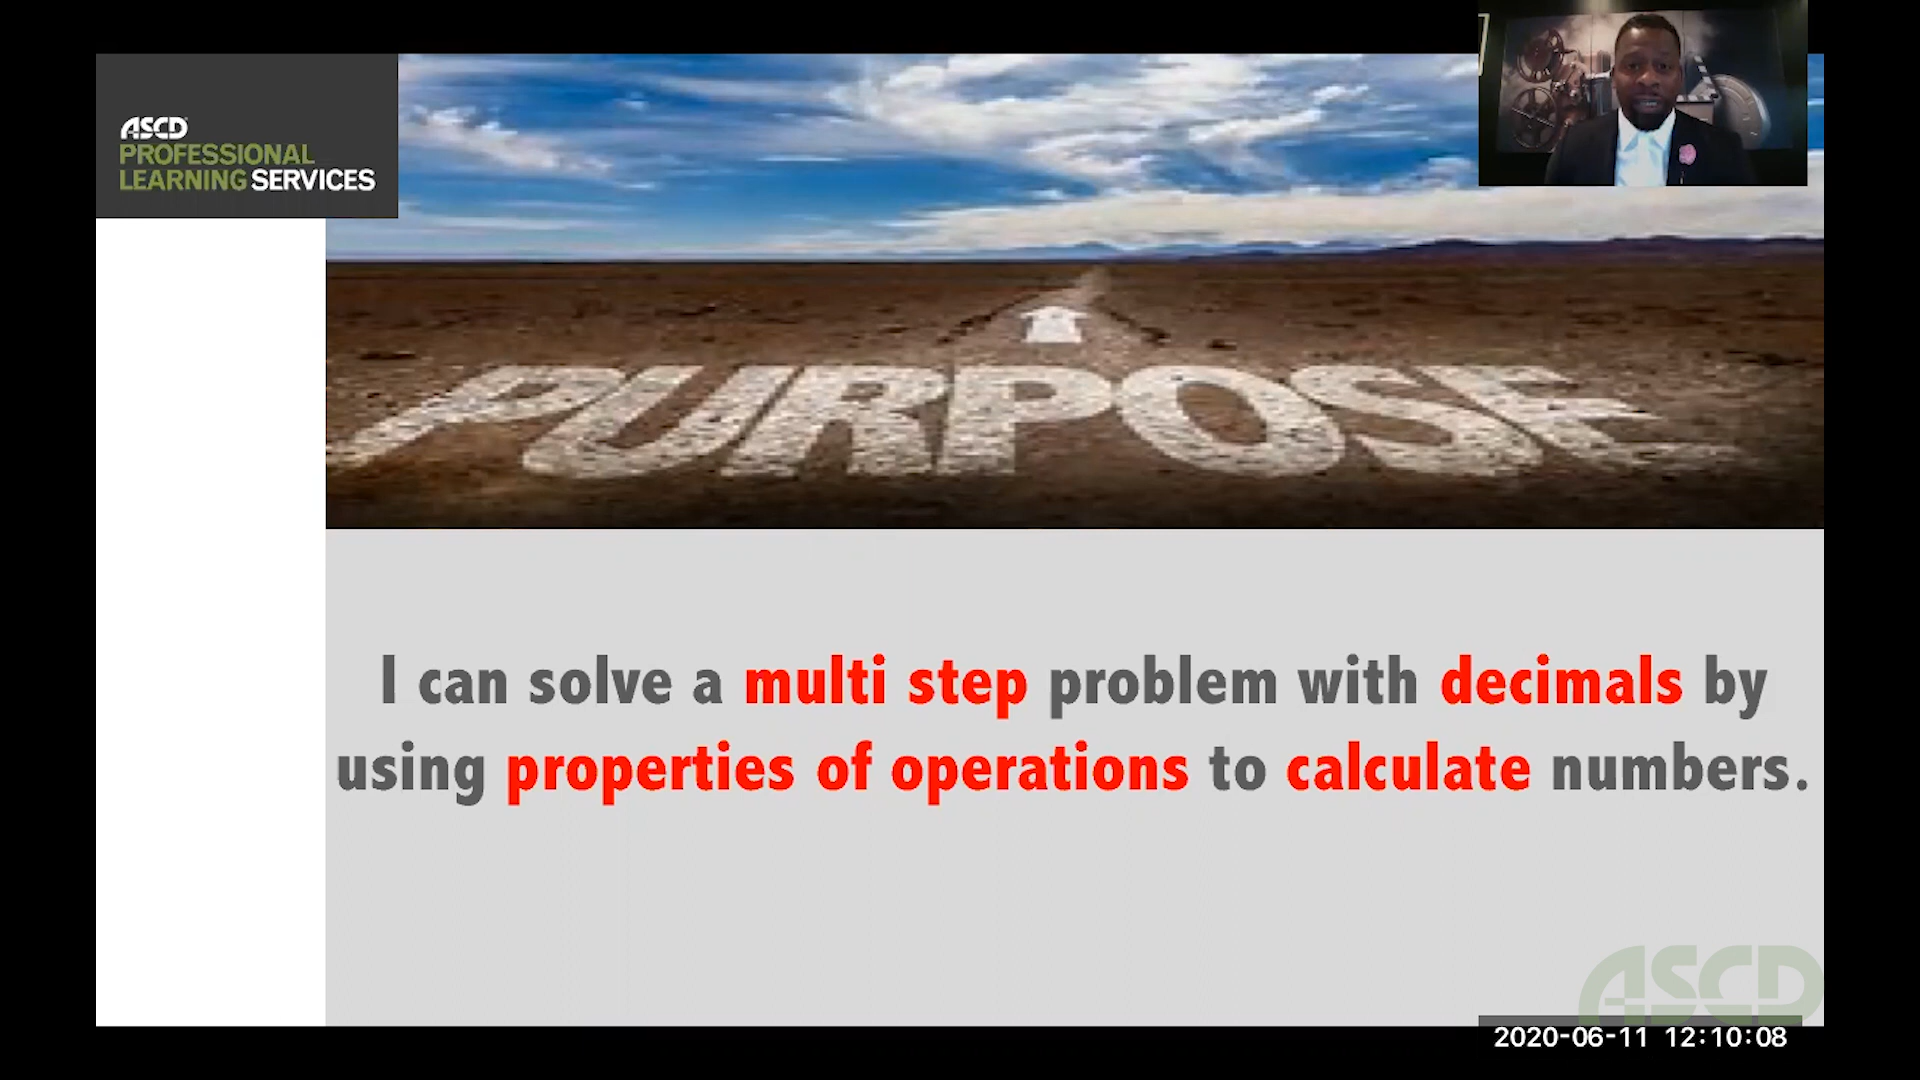 ASCD
PROFESSIONAL
LEARNING SERVICES
PURPOSE
I can solve a multi step problem with decimals by
using properties of operations to calculate numbers.
ASCD
2020-06-11 12:10:08